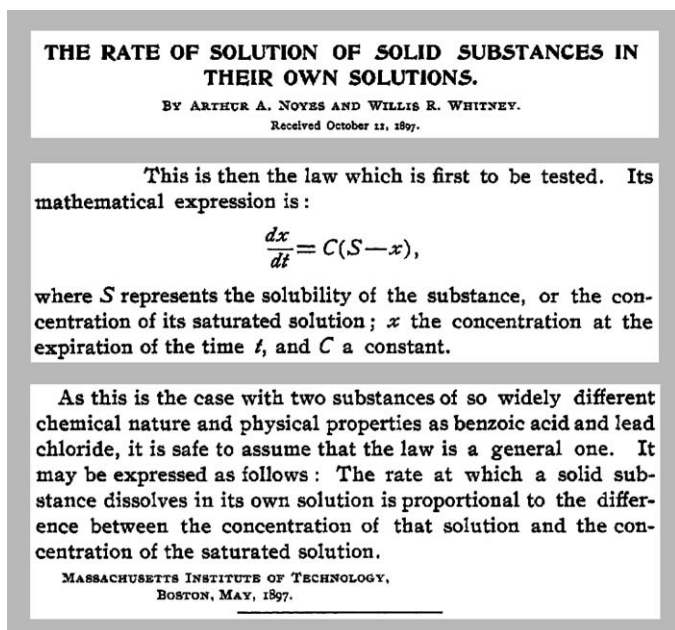 THE RATE OF SOLUTION OF SOLID SUBSTANCES IN
THEIR OWN SOLUTIONS.
BY ARTHUR A. NOYES AND WILLIS R. WHITNEY.
Received October 11, 1897.
This is then the law which is first to be tested. Its
mathematical expression is :
dx/dt = C(S—x),
where S represents the solubility of the substance, or the con-
centration of its saturated solution ; x the concentration at the
expiration of the time t, and C a constant.
As this is the case with two substances of so widely different
chemical nature and physical properties as benzoic acid and lead
chloride, it is safe to assume that the law is a general one. It
may be expressed as follows : The rate at which a solid sub-
stance dissolves in its own solution is proportional to the differ-
ence between the concentration of that solution and the con-
centration of the saturated solution.
MASSACHUSETTS INSTITUTE OF TECHNOLOGY,
BOSTON, MAY, 1897.